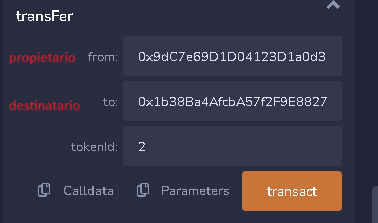 transFer
propietario from: 0x9dC7e69D1D04123D1a0d3
destinatario to: 0x1b38Ba4AfcbA57f2F9E8827
tokenId: 2
Calldata Parameters transact